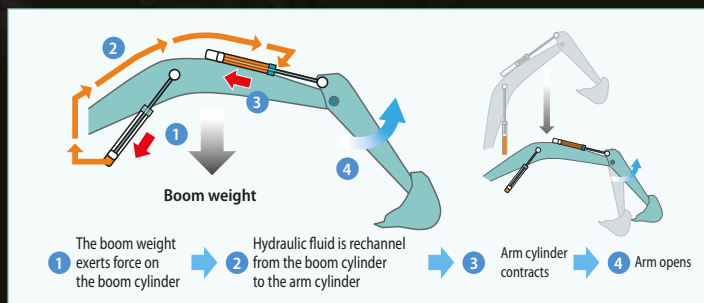 2
1
3
4
Boom weight
1
The boom weight
exerts force on
the boom cylinder
2
Hydraulic fluid is rechannel
from the boom cylinder
to the arm cylinder
3
Arm cylinder
contracts
4
Arm opens